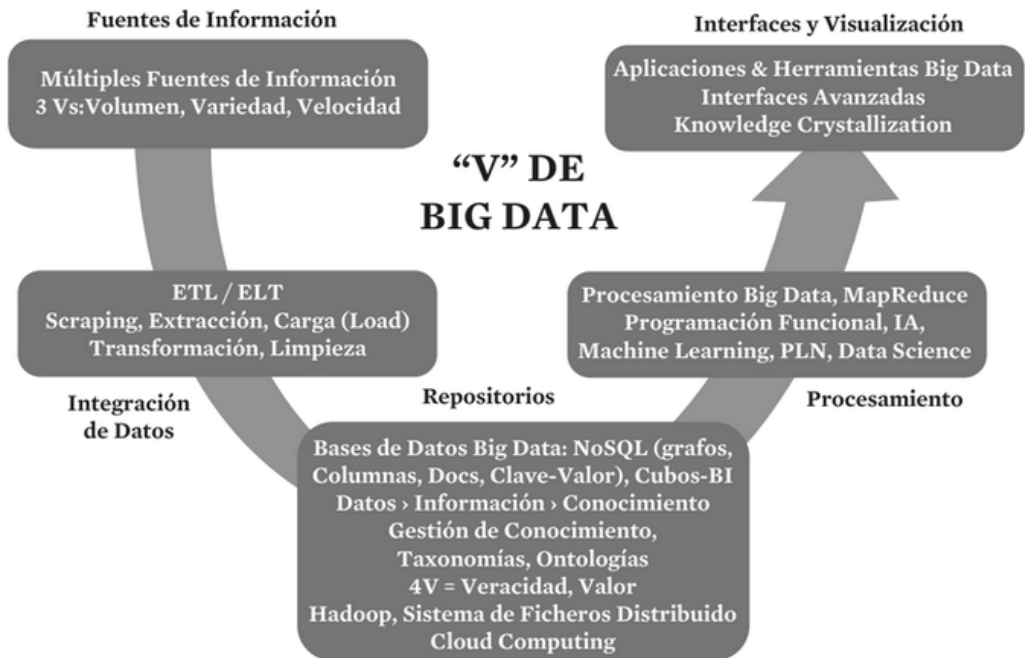 Fuentes de Información
Múltiples Fuentes de Información
3 Vs:Volumen, Variedad, Velocidad
Interfaces y Visualización
Aplicaciones & Herramientas Big Data
Interfaces Avanzadas
Knowledge Crystallization
“V” DE
BIG DATA
ETL / ELT
Scraping, Extracción, Carga (Load)
Transformación, Limpieza
Integración
de Datos
Procesamiento Big Data, MapReduce
Programación Funcional, IA,
Machine Learning, PLN, Data Science
Procesamiento
Repositorios
Bases de Datos Big Data: NoSQL (grafos,
Columnas, Docs, Clave-Valor), Cubos-BI
Datos › Información › Conocimiento
Gestión de Conocimiento,
Taxonomías, Ontologías
4V = Veracidad, Valor
Hadoop, Sistema de Ficheros Distribuido
Cloud Computing